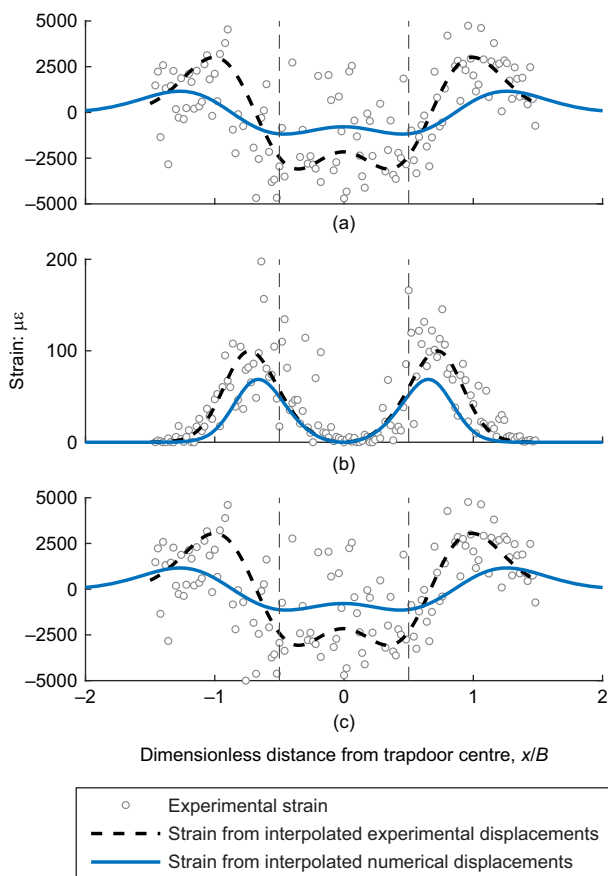 5000
2500
0
–2500
–5000
(a)
200
100
0
Strain: με
(b)
5000
2500
0
–2500
–5000
–2 –1 0 1 2
(c)
Dimensionless distance from trapdoor centre, x/B
Experimental strain
Strain from interpolated experimental displacements
Strain from interpolated numerical displacements